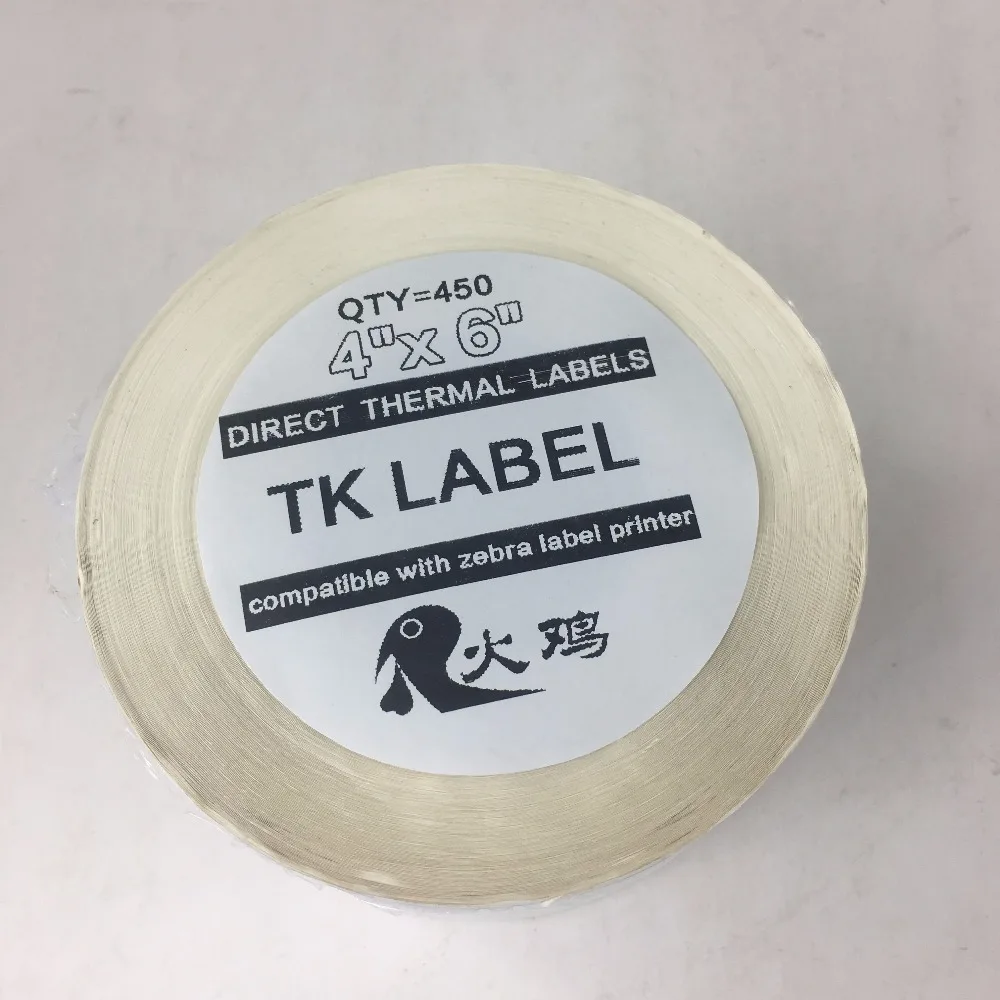 QTY=450
4"x 6"
DIRECT THERMAL LABELS
TK LABEL
compatible with zebra label printer
火鸡